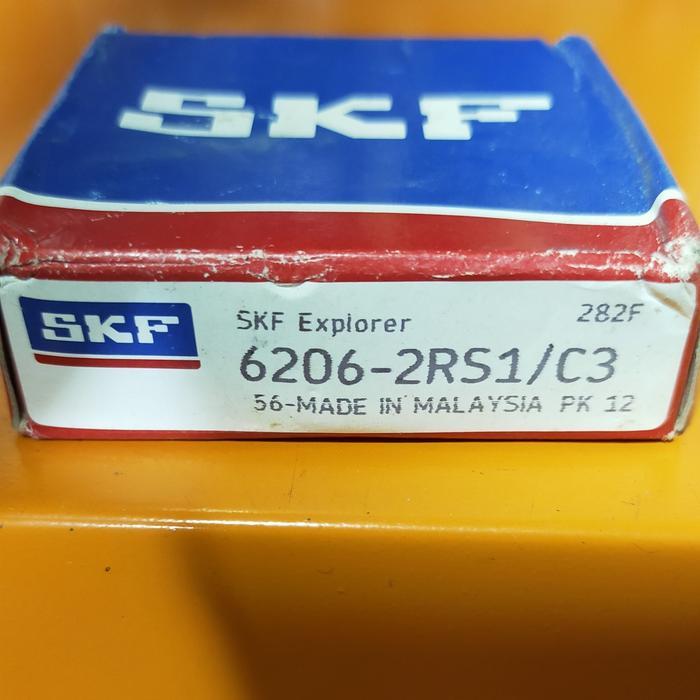 SKF
SKF
SKF Explorer 282F
6206-2RS1/C3
56-MADE IN MALAYSIA PK 12